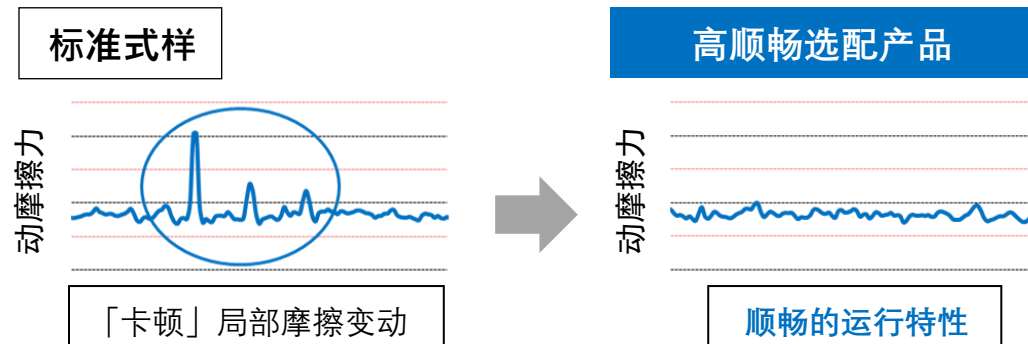 标准式样
高顺畅选配产品
动摩擦力
动摩擦力
「卡顿」局部摩擦变动
顺畅的运行特性